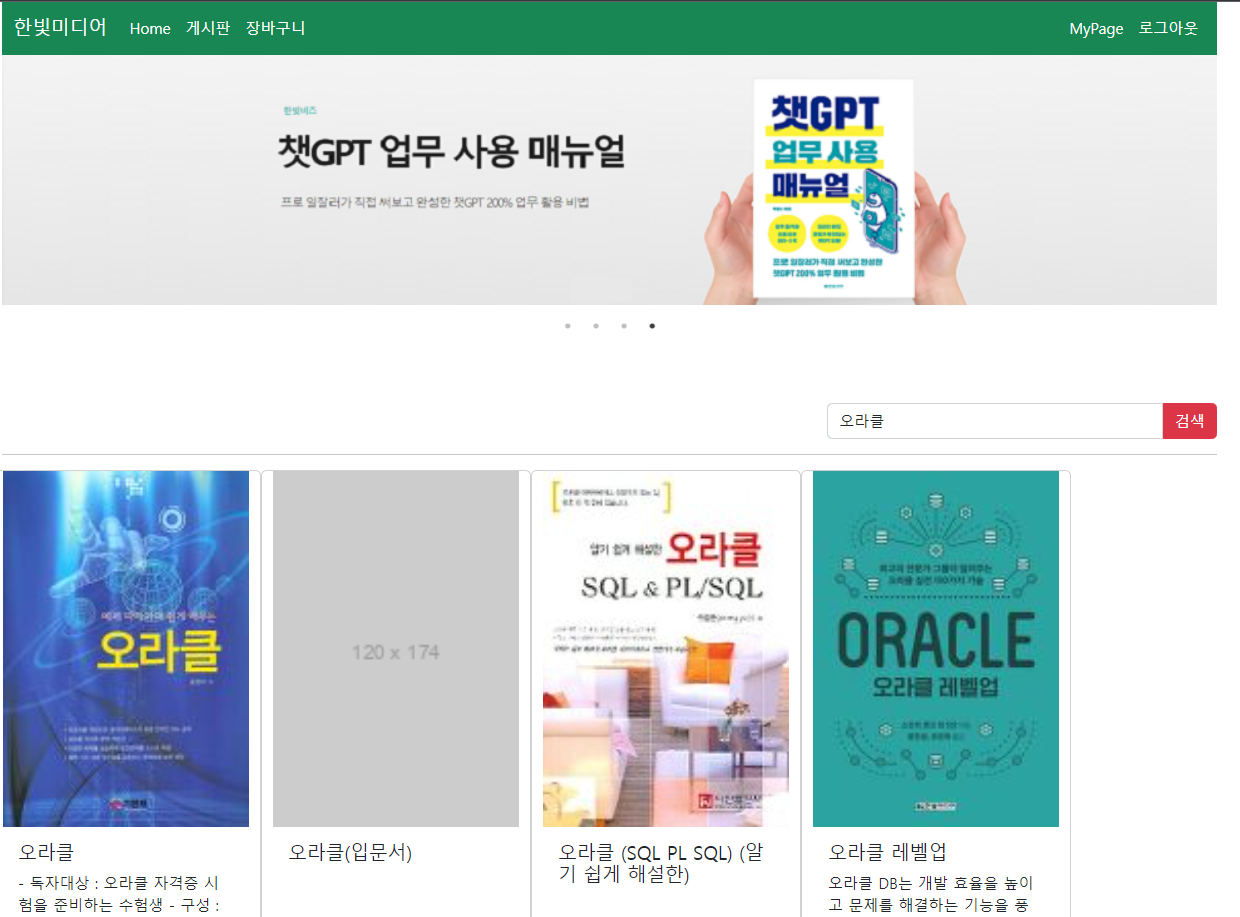 한빛미디어 Home 게시판 장바구니 MyPage 로그아웃
한빛비즈
챗GPT 업무 사용 매뉴얼
프로 일잘러가 직접 써보고 완성한 챗GPT 200% 업무 활용 비법
챗GPT
업무 사용
매뉴얼
프로 일잘러가 직접 써보고 완성한
챗GPT 200% 업무 활용 비법
오라클 검색
오라클
120 x 174
알기 쉽게 해설한 오라클
SQL & PL/SQL
ORACLE
오라클 레벨업
오라클
- 독자대상 : 오라클 자격증 시
험을 준비하는 수험생 - 구성 :
오라클(입문서)
오라클 (SQL PL SQL) (알
기 쉽게 해설한)
오라클 레벨업
오라클 DB는 개발 효율을 높이
고 문제를 해결하는 기능을 풍